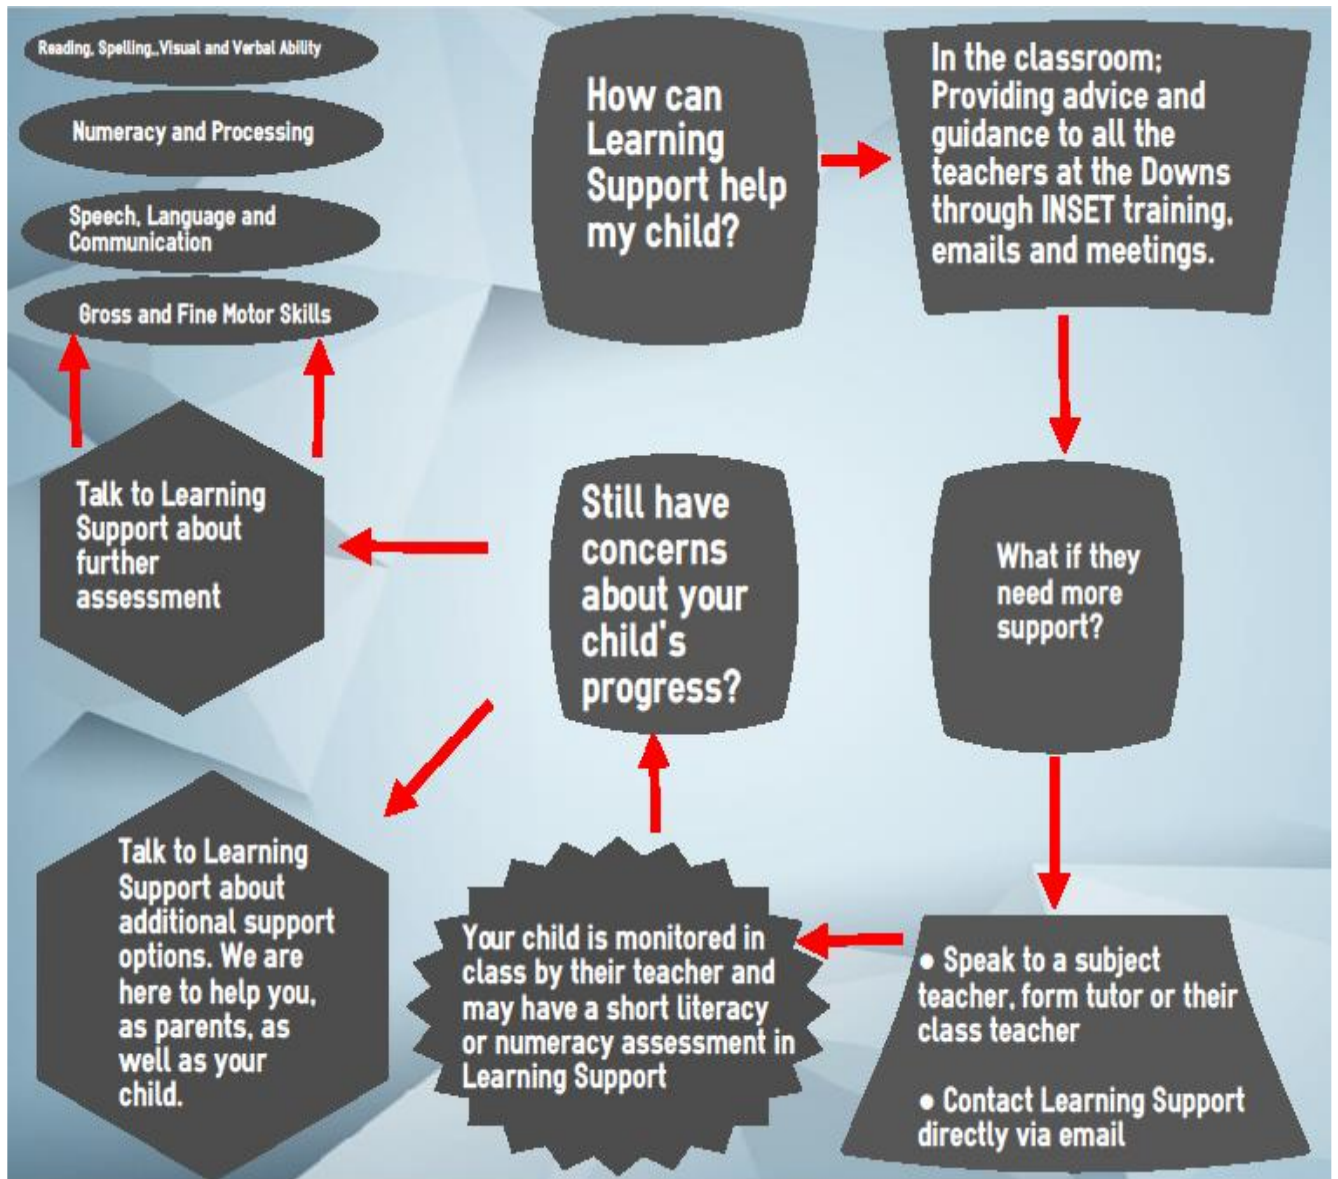 Reading, Spelling,.Visual and Verbal Ability
Numeracy and Processing
Speech, Language and
Communication
Gross and Fine Motor Skills
How can
Learning
Support help
my child?
In the classroom:
Providing advice and
guidance to all the
teachers at the Downs
through INSET training,
emails and meetings.
What if they
need more
support?
● Speak to a subject
teacher, form tutor or their
class teacher
● Contact Learning Support
directly via email
Your child is monitored in
class by their teacher and
may have a short literacy
or numeracy assessment in
Learning Support
Still have
concerns
about your
child's
progress?
Talk to Learning
Support about
further
assessment
Talk to Learning
Support about
additional support
options. We are
here to help you,
as parents, as
well as your
child.